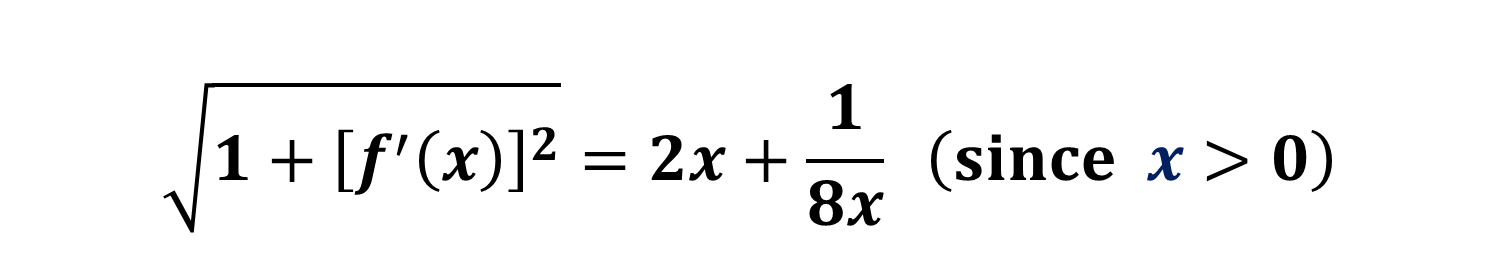 √(1 + [f′(x)]²) = 2x + 1/(8x) (since x > 0)